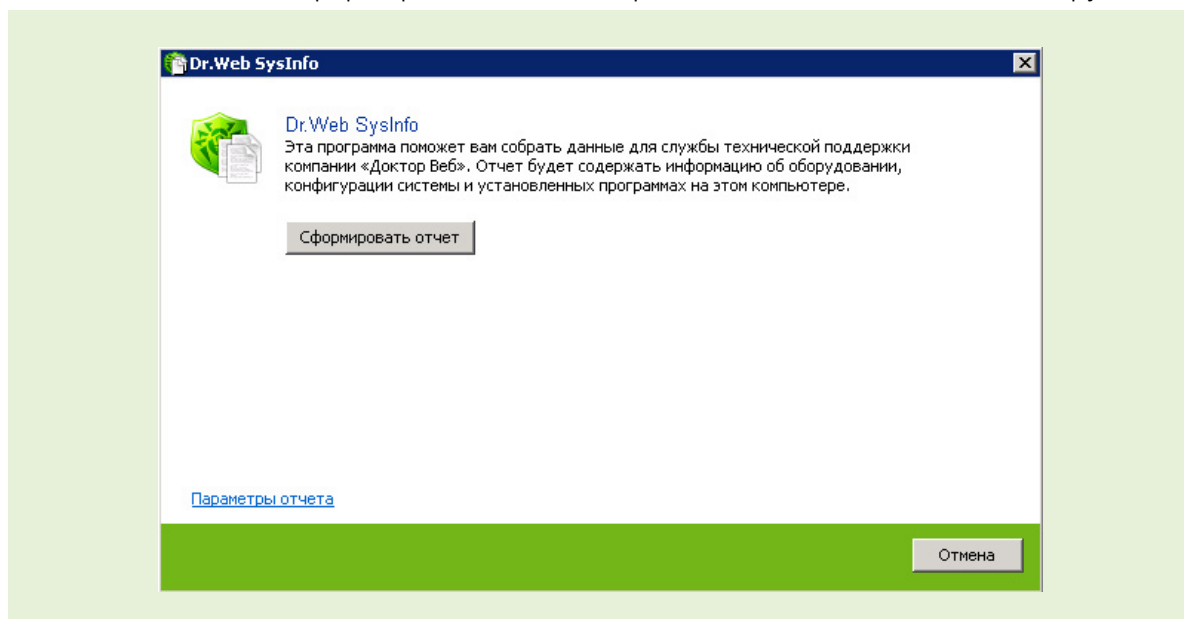 Dr.Web SysInfo
Dr.Web SysInfo
Эта программа поможет вам собрать данные для службы технической поддержки
компании «Доктор Веб». Отчет будет содержать информацию об оборудовании,
конфигурации системы и установленных программах на этом компьютере.
Сформировать отчет
Параметры отчета
Отмена